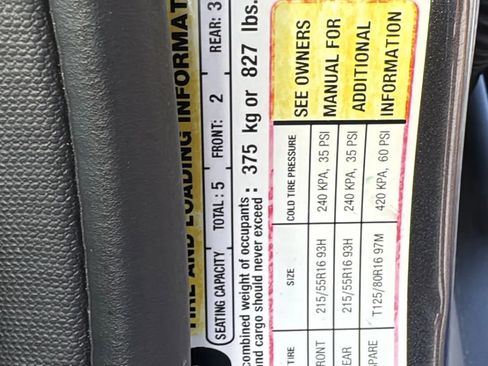 TIRE AND LOADING INFORMAT
SEATING CAPACITY TOTAL : 5 FRONT: 2 REAR: 3
combined weight of occupants
and cargo should never exceed : 375 kg or 827 lbs.
TIRE SIZE COLD TIRE PRESSURE SEE OWNERS
RONT 215/55R16 93H 240 KPA, 35 PSI MANUAL FOR
EAR 215/55R16 93H 240 KPA, 35 PSI ADDITIONAL
PARE T125/80R16 97M 420 KPA, 60 PSI INFORMATION